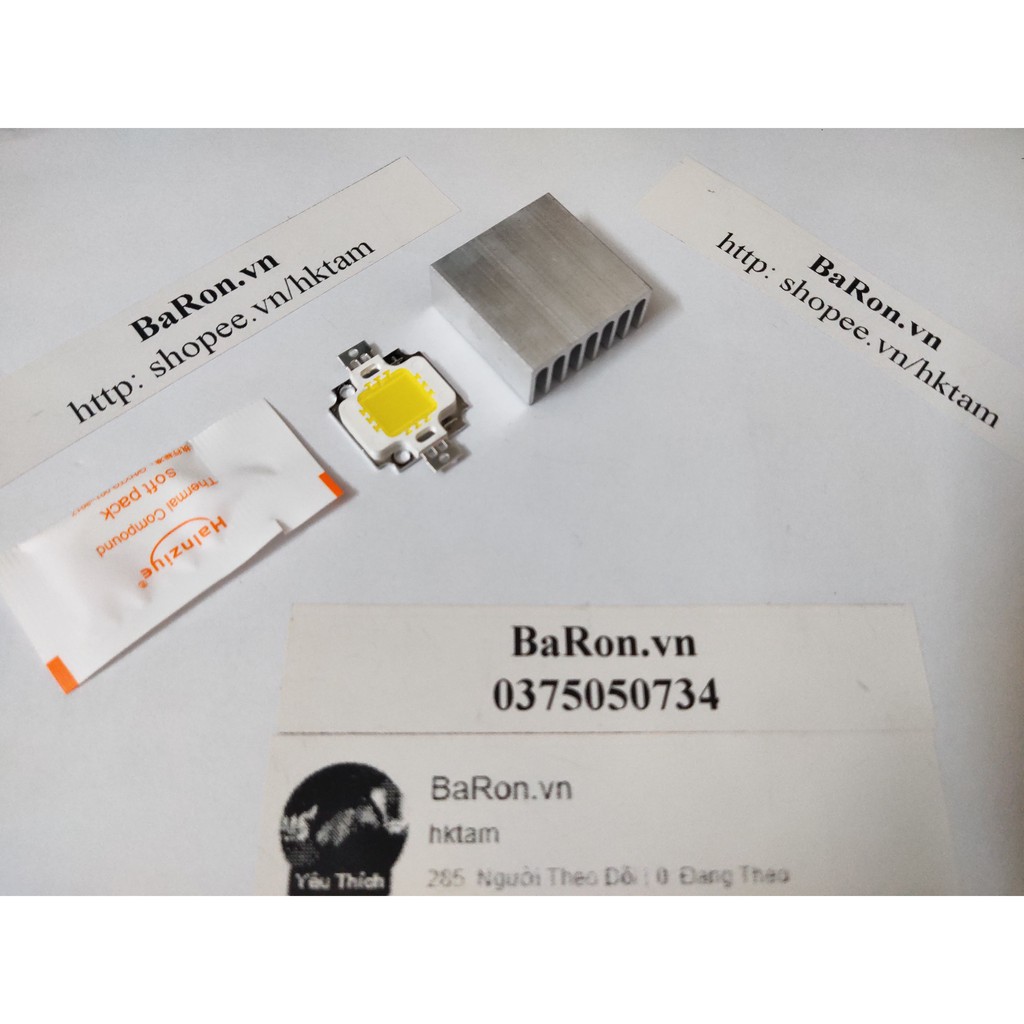 BaRon.vn
http: shopee.vn/hktam
BaRon.vn
http: shopee.vn/hktam
Hainziye®
Thermal Compound
soft pack
BaRon.vn
0375050734
BaRon.vn
hktam
285 Người Theo Dõi | 0 Đang Theo
Yêu Thích